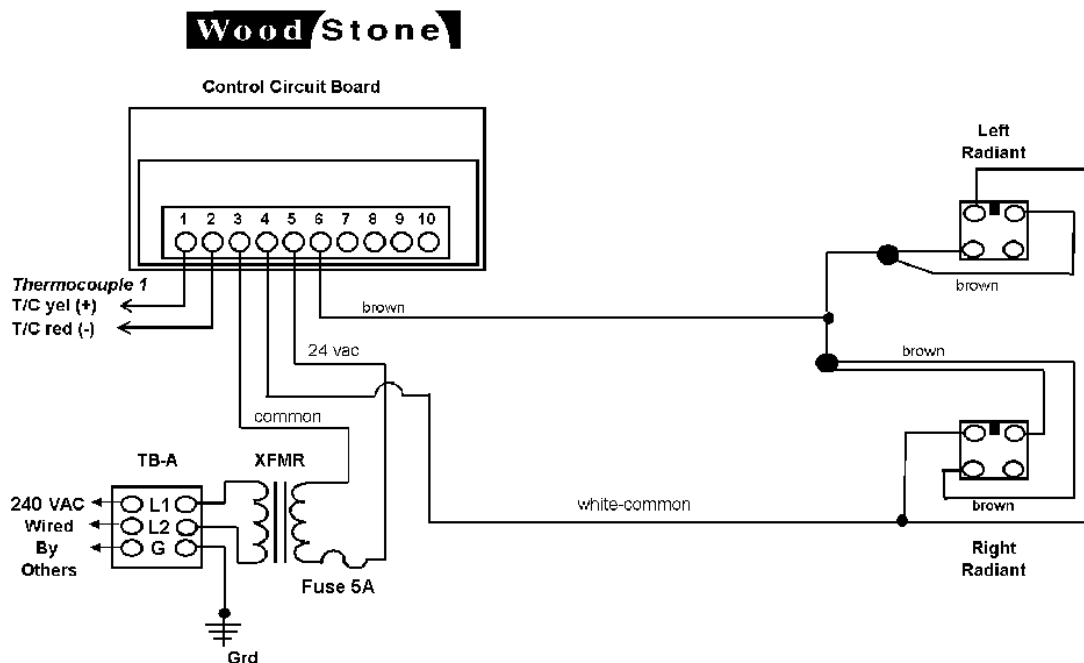 Wood Stone
Control Circuit Board
1 2 3 4 5 6 7 8 9 10
Thermocouple 1
T/C yel (+)
T/C red (-)
brown
24 vac
common
Left
Radiant
brown
brown
brown
Right
Radiant
white-common
TB-A
XFMR
240 VAC
Wired
By
Others
L1
L2
G
Fuse 5A
Grd